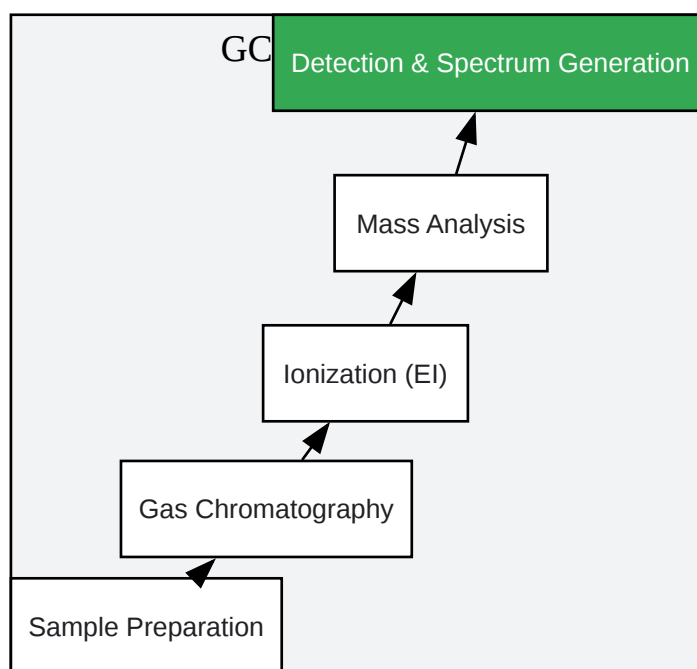 GC
Detection & Spectrum Generation
Mass Analysis
Ionization (EI)
Gas Chromatography
Sample Preparation